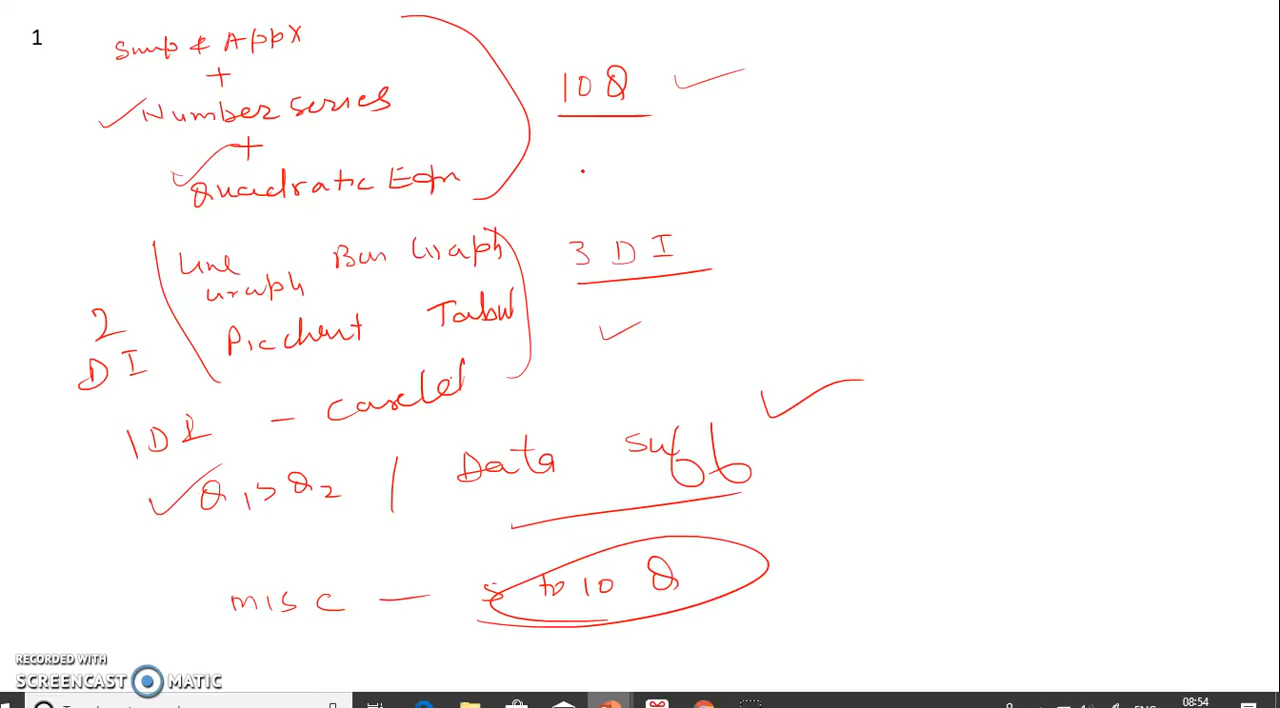 1
Simp & Appx
+
Number series
+
Quadratic Eqn
10 Q
Line Graph Bar Graph
Pie chart Tabul
3 DI
2 DI
1 DI - Caselet
Q1 > Q2 / Data suff
misc - 5 to 10 Q
RECORDED WITH
SCREENCAST MATIC
08:54